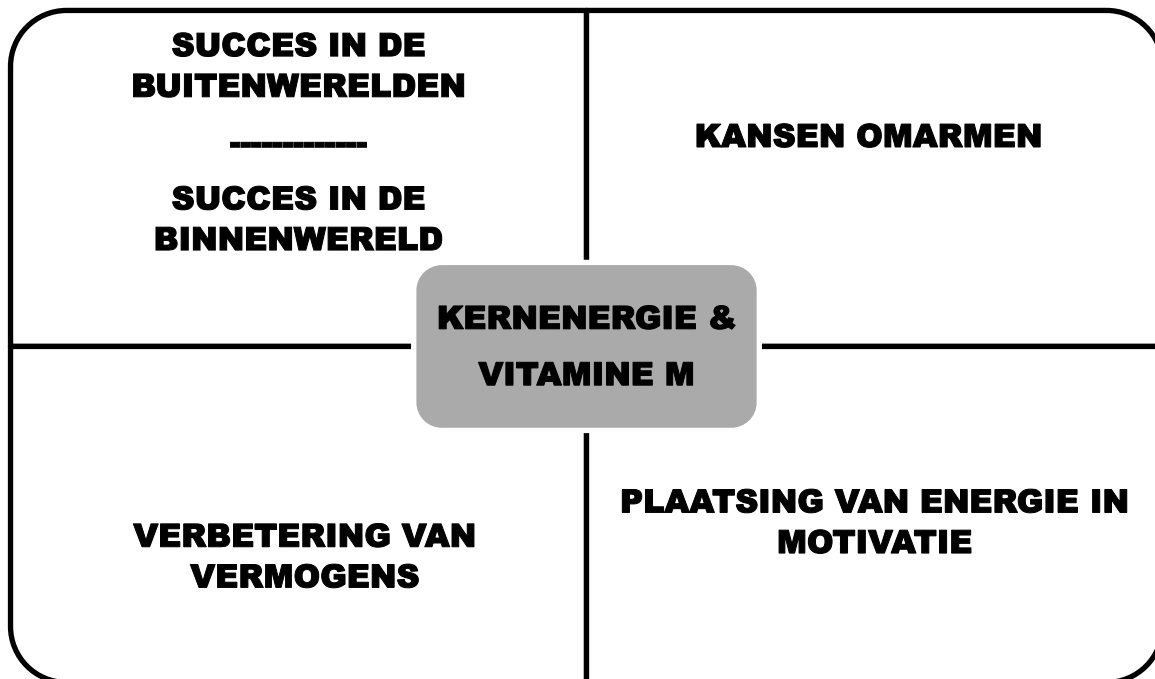 SUCCES IN DE
BUITENWERELDEN
-------------
SUCCES IN DE
BINNENWERELD
KANSEN OMARMEN
KERNENERGIE &
VITAMINE M
VERBETERING VAN
VERMOGENS
PLAATSING VAN ENERGIE IN
MOTIVATIE